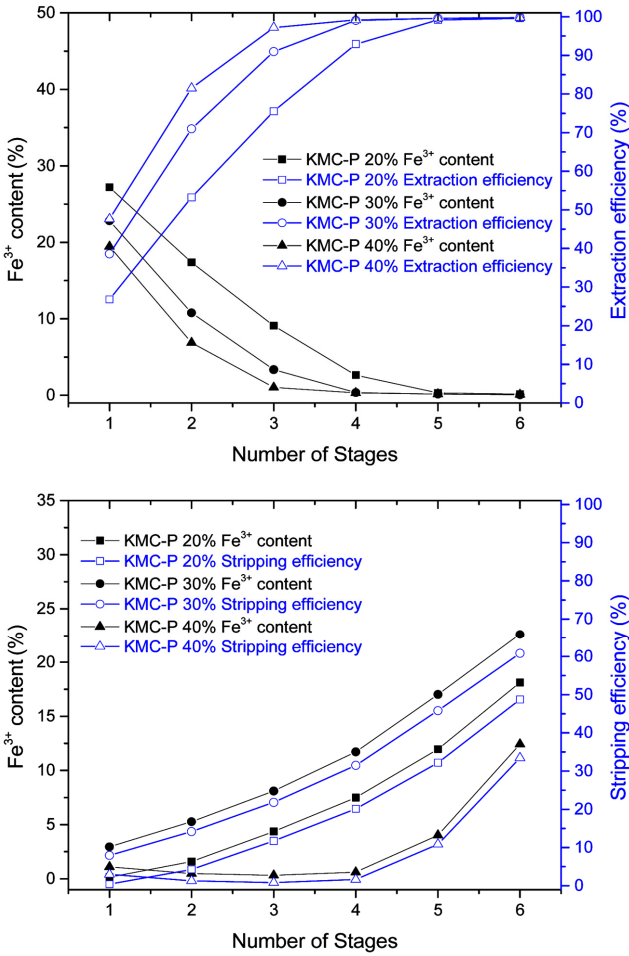 50
40
30
20
10
0
Fe³⁺ content (%)
100
90
80
70
60
50
40
30
20
10
0
Extraction efficiency (%)
KMC-P 20% Fe³⁺ content
KMC-P 20% Extraction efficiency
KMC-P 30% Fe³⁺ content
KMC-P 30% Extraction efficiency
KMC-P 40% Fe³⁺ content
KMC-P 40% Extraction efficiency
1 2 3 4 5 6
Number of Stages
35
30
25
20
15
10
5
0
Fe³⁺ content (%)
100
90
80
70
60
50
40
30
20
10
0
Stripping efficiency (%)
KMC-P 20% Fe³⁺ content
KMC-P 20% Stripping efficiency
KMC-P 30% Fe³⁺ content
KMC-P 30% Stripping efficiency
KMC-P 40% Fe³⁺ content
KMC-P 40% Stripping efficiency
1 2 3 4 5 6
Number of Stages